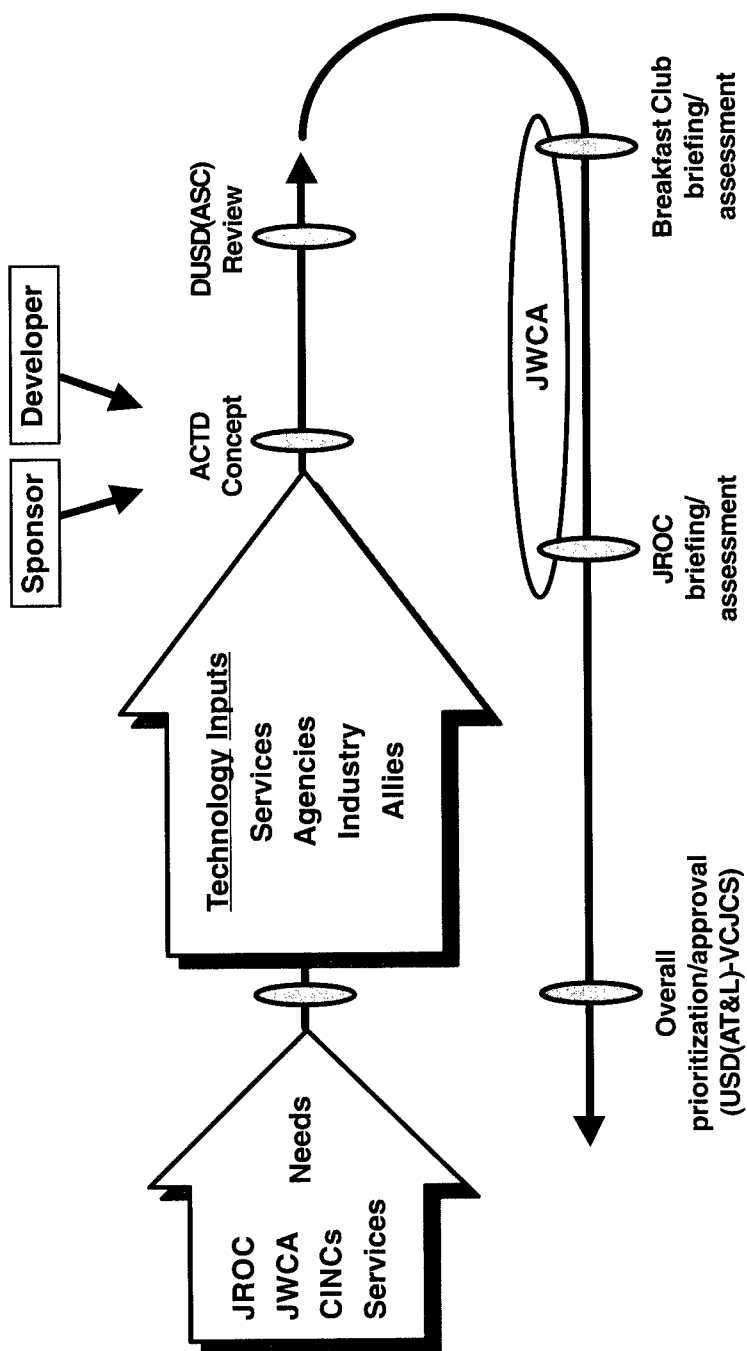 Sponsor
Developer
JROC
JWCA
CINCs
Services
Needs
Technology Inputs
Services
Agencies
Industry
Allies
ACTD
Concept
DUSD(ASC)
Review
JWCA
Overall
prioritization/approval
(USD(AT&L)-VCJCS)
JROC
briefing/
assessment
Breakfast Club
briefing/
assessment